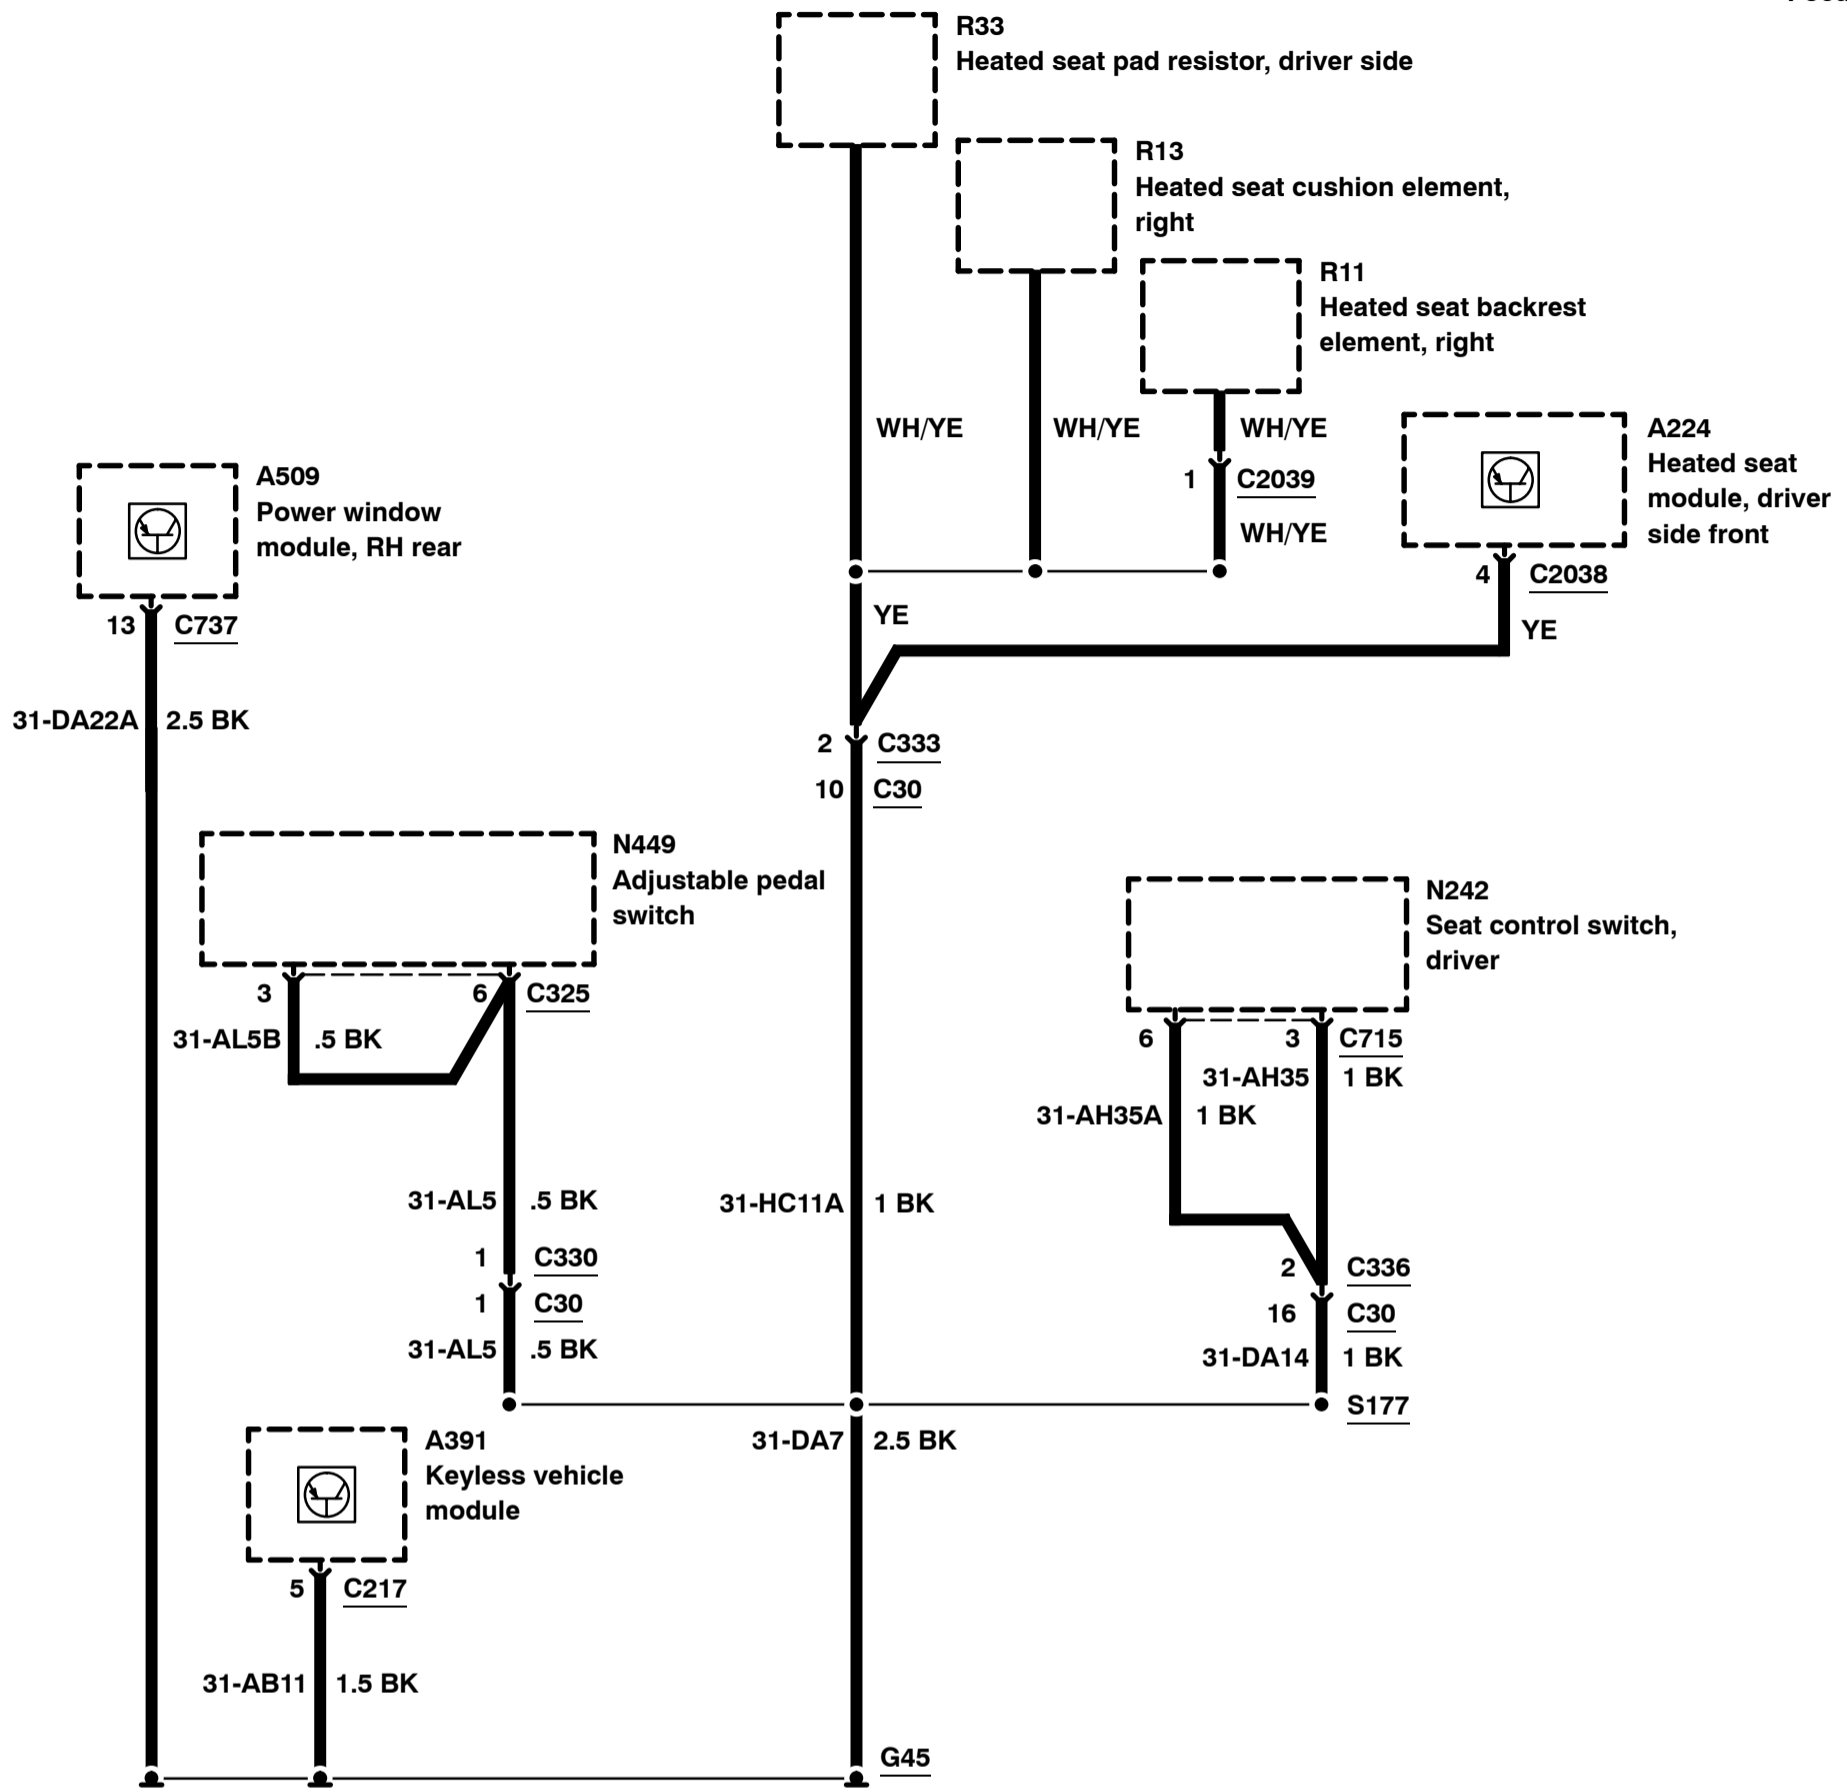 R33
Heated seat pad resistor, driver side
R13
Heated seat cushion element,
right
R11
Heated seat backrest
element, right
WH/YE
WH/YE
WH/YE
A224
Heated seat
module, driver
side front
1 C2039
WH/YE
A509
Power window
module, RH rear
4 C2038
YE
YE
13 C737
31-DA22A 2.5 BK
2 C333
10 C30
N449
Adjustable pedal
switch
N242
Seat control switch,
driver
3 6 C325
31-AL5B .5 BK
6 3 C715
31-AH35 1 BK
31-AH35A 1 BK
31-AL5 .5 BK
31-HC11A 1 BK
1 C330
1 C30
31-AL5 .5 BK
2 C336
16 C30
31-DA14 1 BK
S177
31-DA7 2.5 BK
A391
Keyless vehicle
module
5 C217
31-AB11 1.5 BK
G45